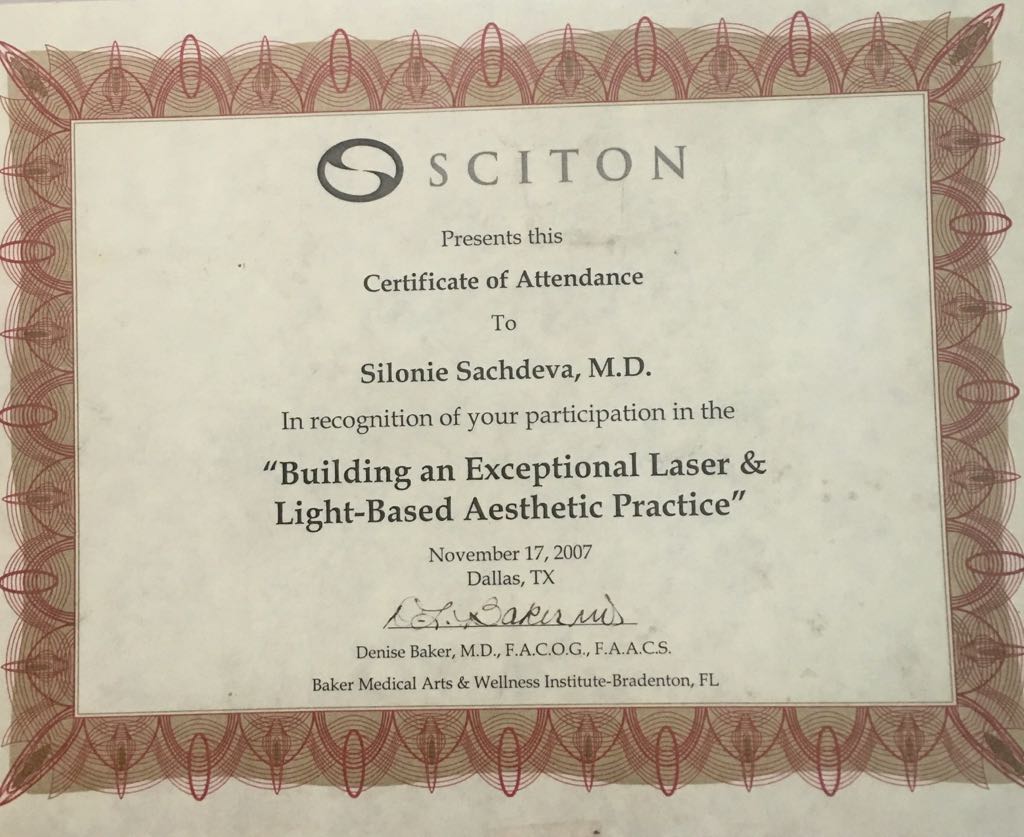 SCITON
Presents this
Certificate of Attendance
To
Silonie Sachdeva, M.D.
In recognition of your participation in the
“Building an Exceptional Laser &
Light-Based Aesthetic Practice”
November 17, 2007
Dallas, TX
Baker MD
Denise Baker, M.D., F.A.C.O.G., F.A.A.C.S.
Baker Medical Arts & Wellness Institute-Bradenton, FL